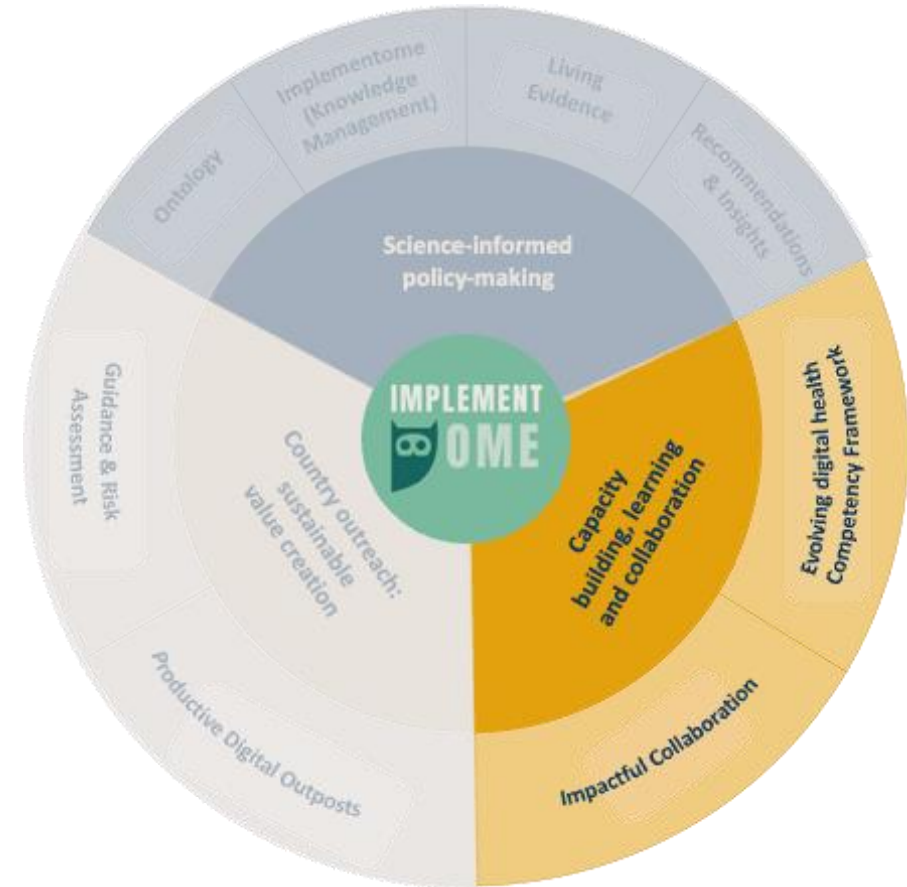 Ontology
Implementome
(Knowledge
Management)
Living
Evidence
Recommendations
& Insights
Science-informed
policy-making
IMPLEMENT
OME
Country outreach:
sustainable
value creation
Capacity
building, learning
and collaboration
Guidance & Risk
Assessment
Productive Digital Outposts
Evolving digital health
Competency Framework
Impactful Collaboration